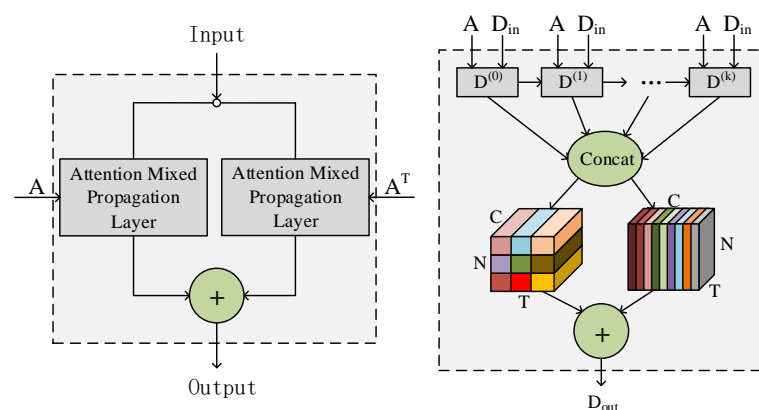 Input
Attention Mixed
Propagation
Layer
Attention Mixed
Propagation
Layer
A
A^T
+
Output
A D_in A D_in A D_in
D^(0) D^(1) ... D^(k)
Concat
C
N
T
C
N
T
+
D_out